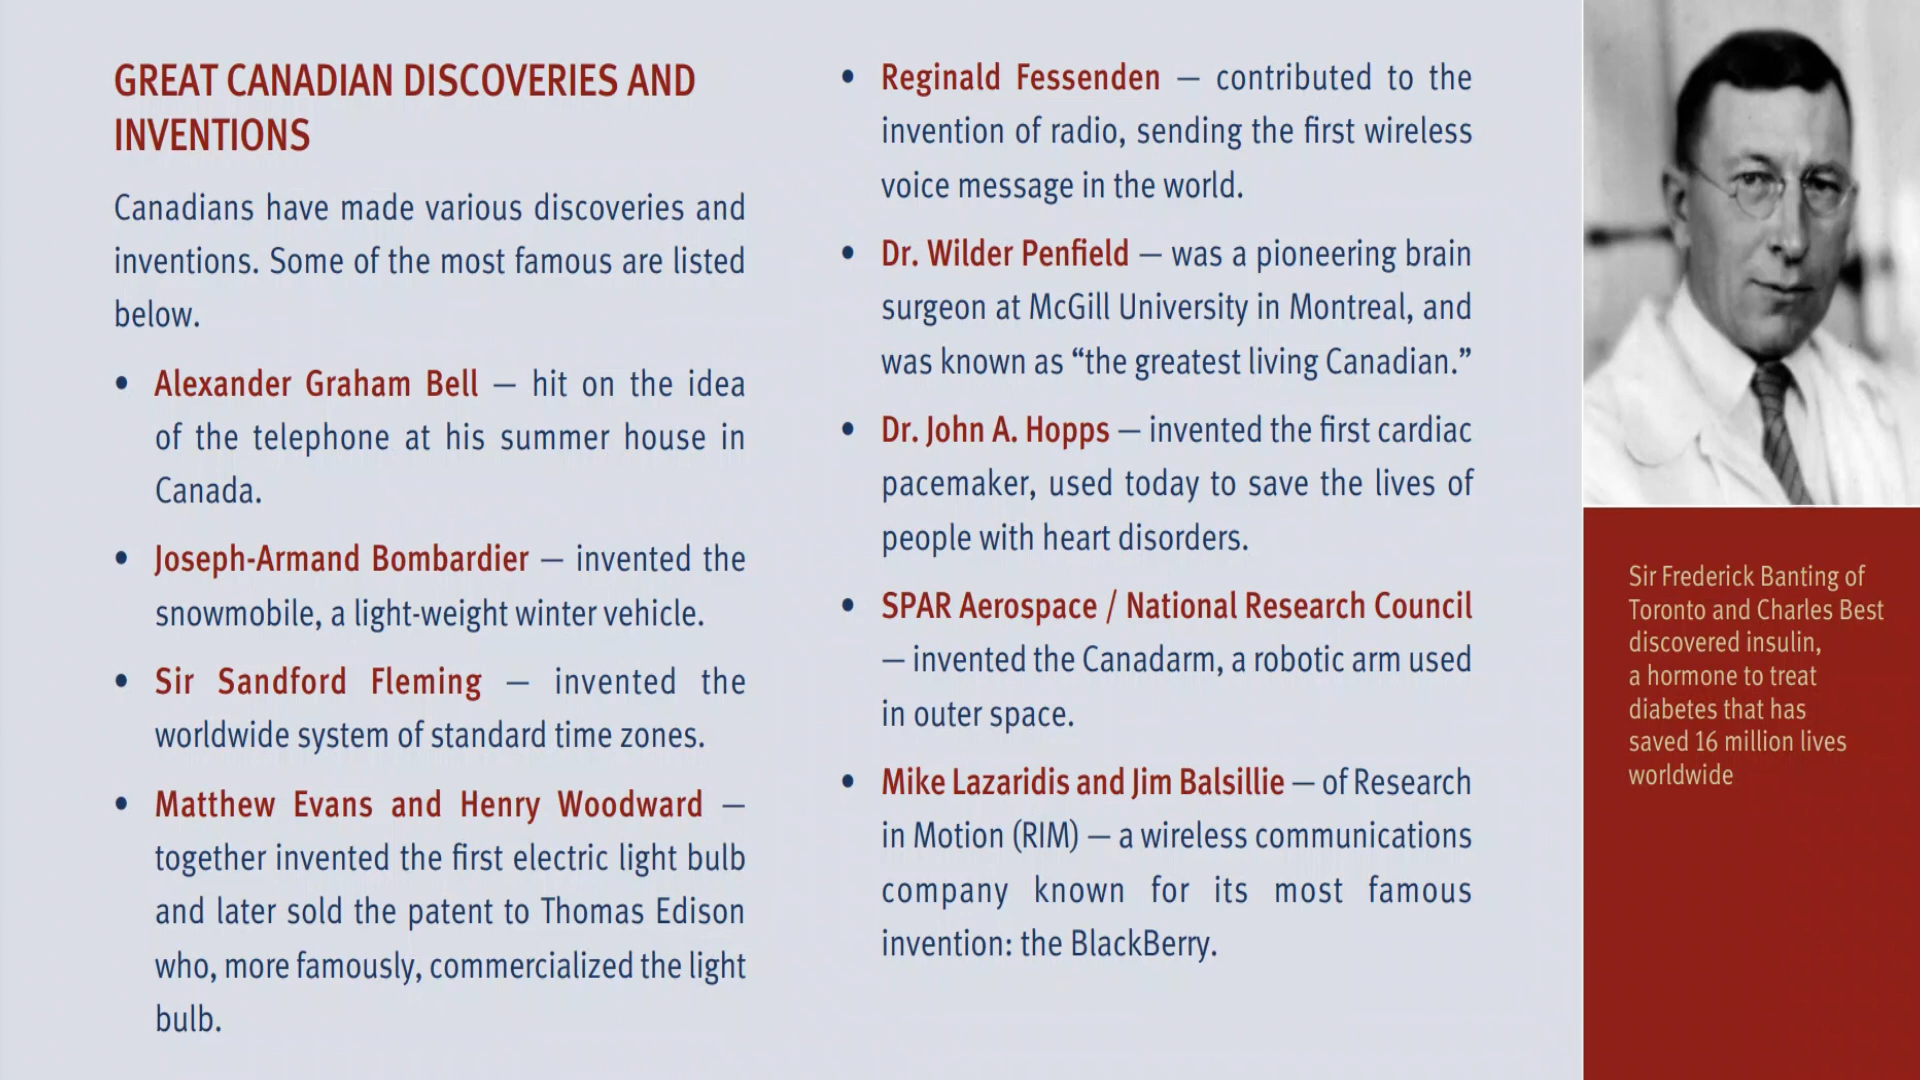 GREAT CANADIAN DISCOVERIES AND
INVENTIONS
Canadians have made various discoveries and
inventions. Some of the most famous are listed
below.
• Alexander Graham Bell — hit on the idea
of the telephone at his summer house in
Canada.
• Joseph-Armand Bombardier — invented the
snowmobile, a light-weight winter vehicle.
• Sir Sandford Fleming — invented the
worldwide system of standard time zones.
• Matthew Evans and Henry Woodward —
together invented the first electric light bulb
and later sold the patent to Thomas Edison
who, more famously, commercialized the light
bulb.
• Reginald Fessenden — contributed to the
invention of radio, sending the first wireless
voice message in the world.
• Dr. Wilder Penfield — was a pioneering brain
surgeon at McGill University in Montreal, and
was known as “the greatest living Canadian.”
• Dr. John A. Hopps — invented the first cardiac
pacemaker, used today to save the lives of
people with heart disorders.
• SPAR Aerospace / National Research Council
— invented the Canadarm, a robotic arm used
in outer space.
• Mike Lazaridis and Jim Balsillie — of Research
in Motion (RIM) — a wireless communications
company known for its most famous
invention: the BlackBerry.
Sir Frederick Banting of
Toronto and Charles Best
discovered insulin,
a hormone to treat
diabetes that has
saved 16 million lives
worldwide